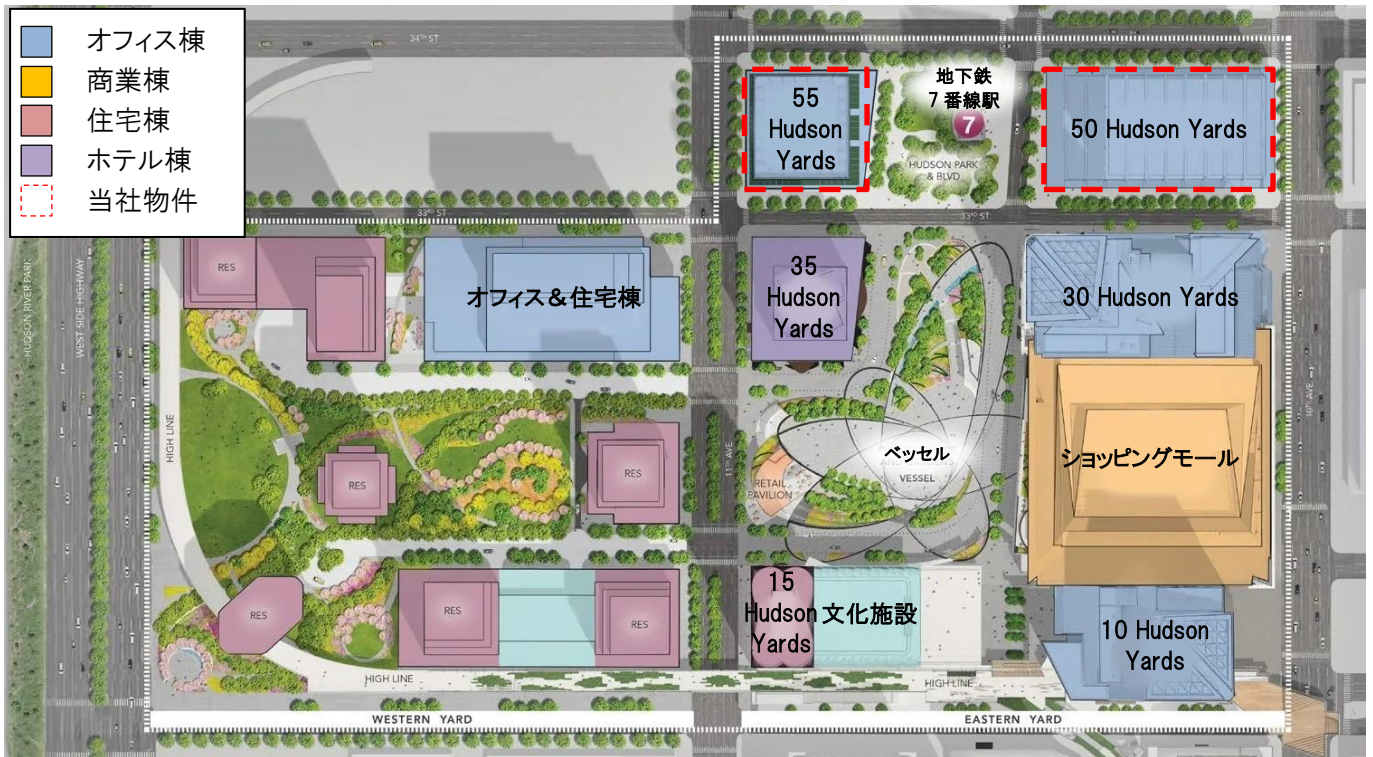 オフィス棟
商業棟
住宅棟
ホテル棟
当社物件
34TH ST
55
Hudson
Yards
地下鉄
7番線駅
7
HUDSON PARK
& BLVD
50 Hudson Yards
33RD ST
33RD ST
HUDSON RIVER PARK
WEST SIDE HIGHWAY
RES
オフィス&住宅棟
35
Hudson
Yards
30 Hudson Yards
10TH AVE
HIGH LINE
RES
RES
11TH AVE
RETAIL
PAVILION
ベッセル
AND GARDENS
VESSEL
ショッピングモール
RES
RES
RES
15
Hudson
Yards
文化施設
10 Hudson
Yards
HIGH LINE
HIGH LINE
WESTERN YARD
EASTERN YARD